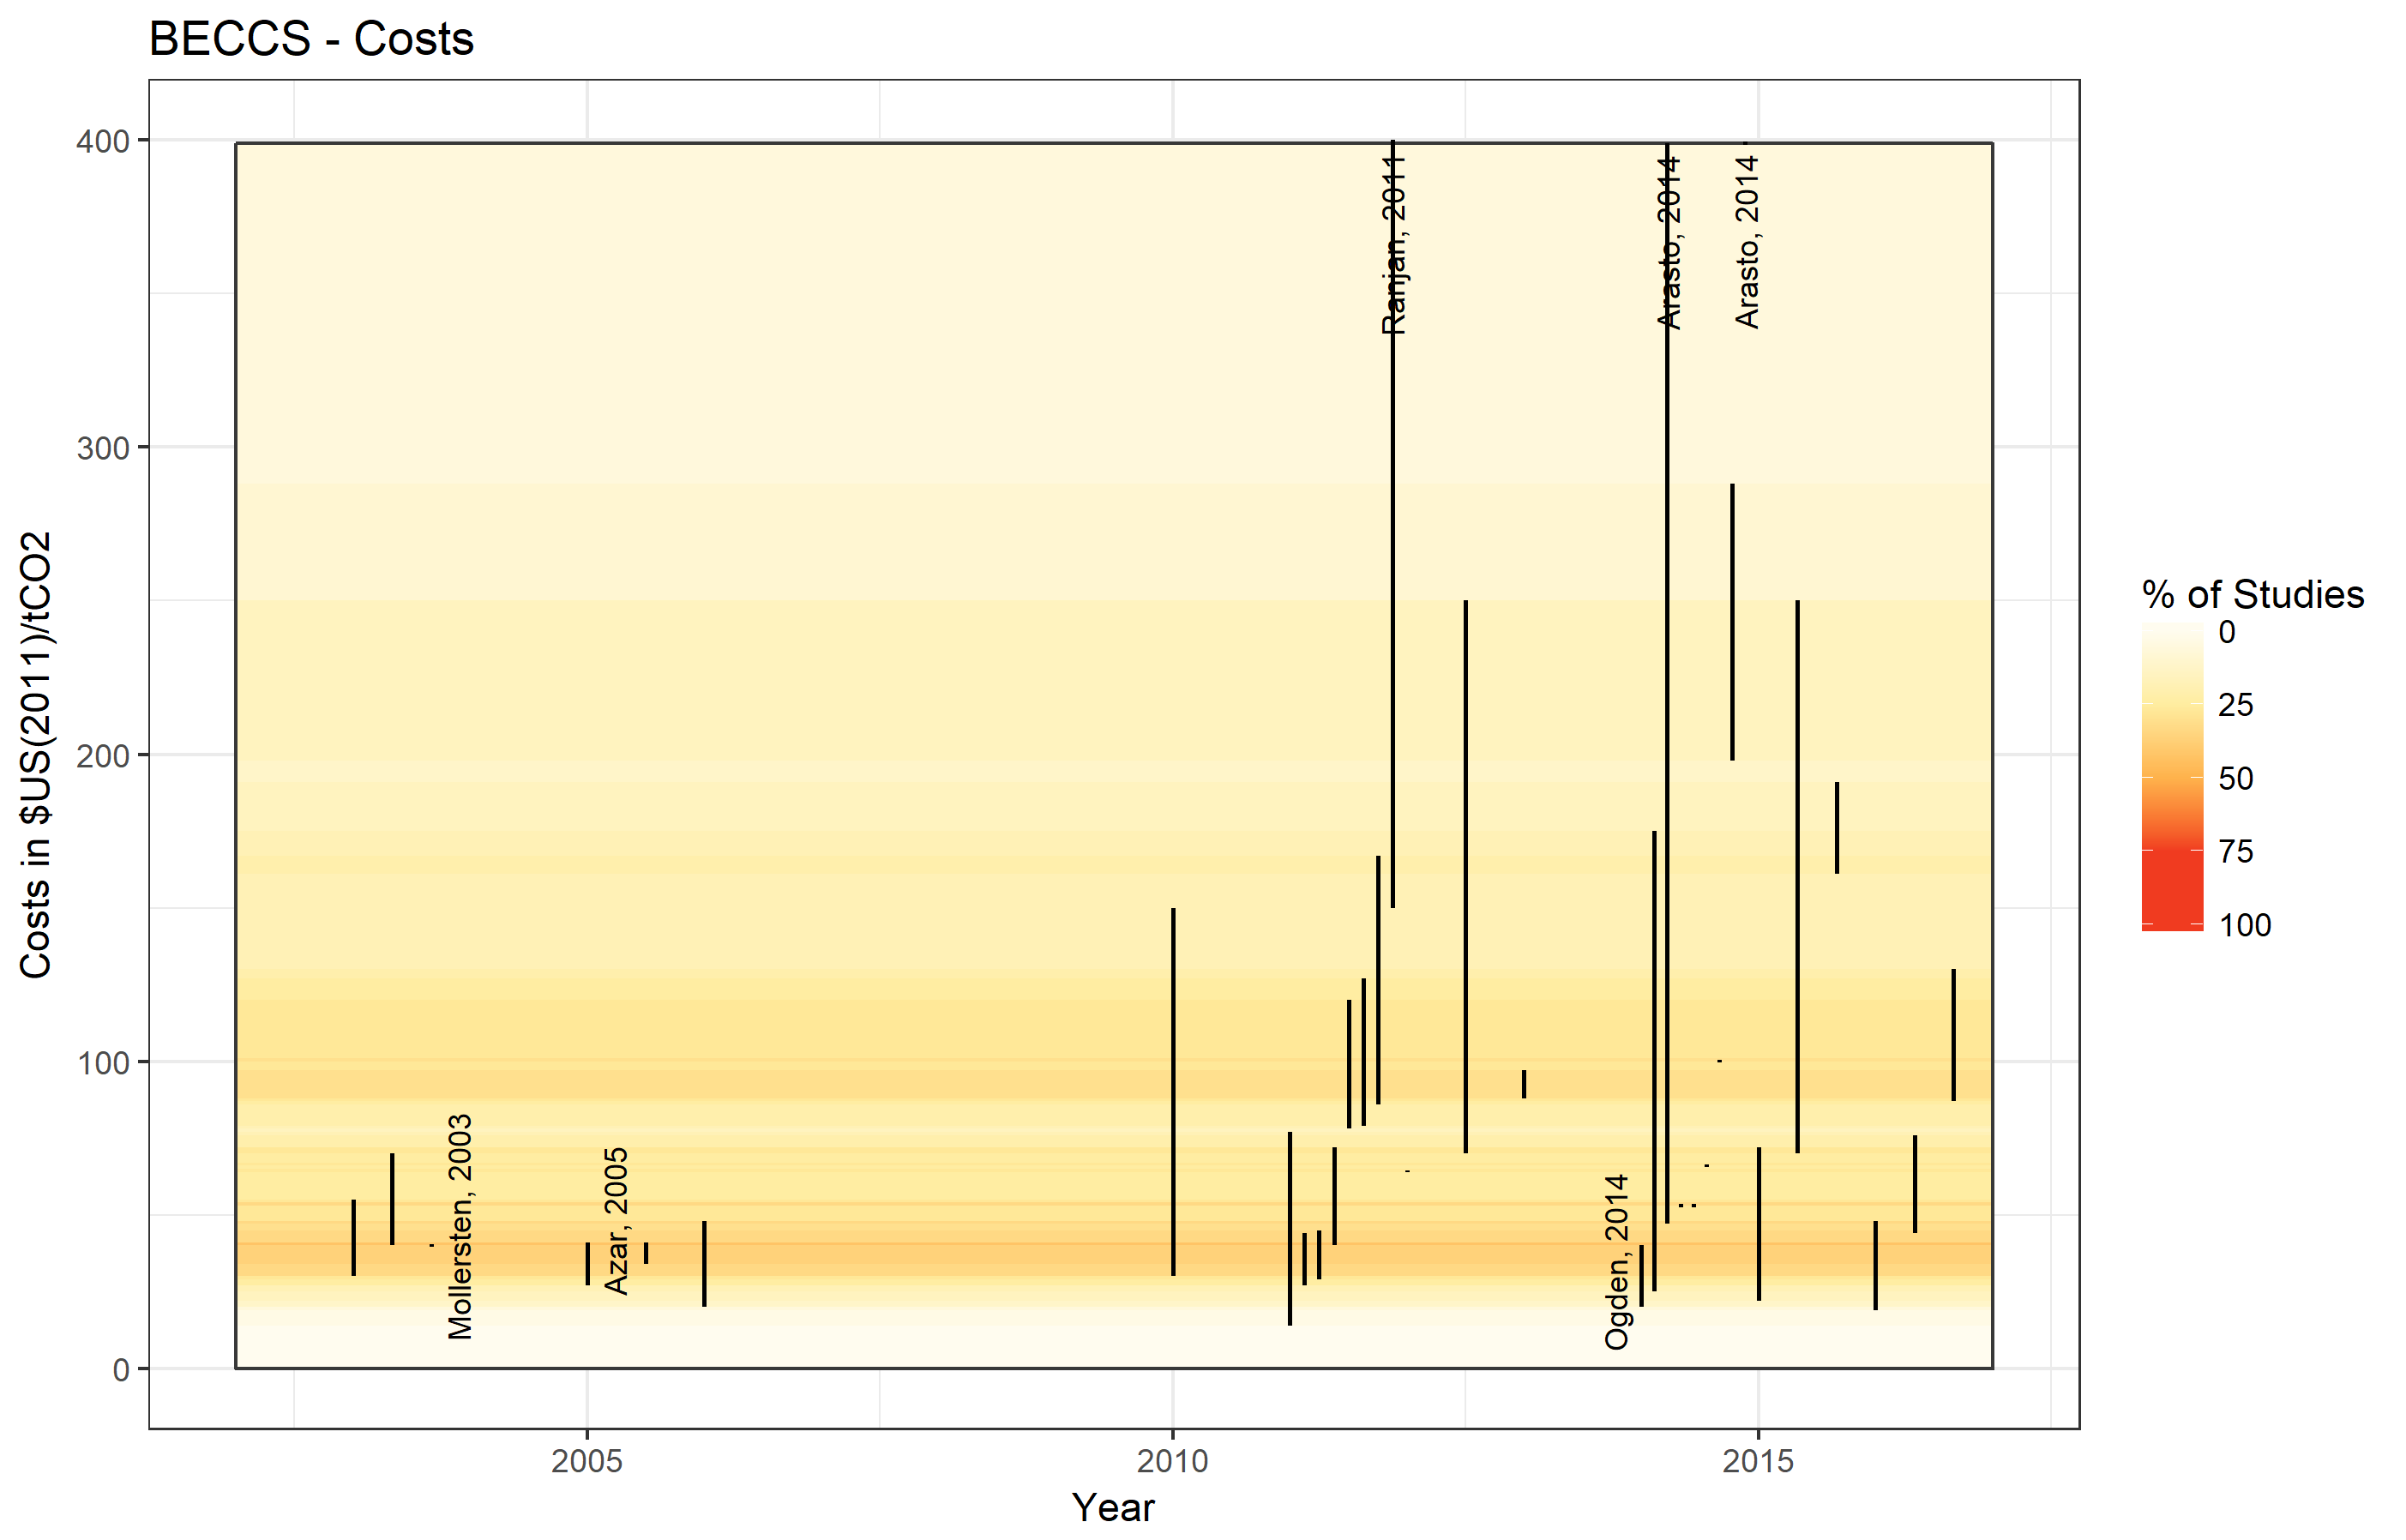 BECCS - Costs
Costs in $US(2011)/tCO2
400
300
200
100
0
Ranjan, 2011
Arasto, 2014
Arasto, 2014
Mollersten, 2003
Azar, 2005
Ogden, 2014
2005
2010
2015
Year
% of Studies
0
25
50
75
100